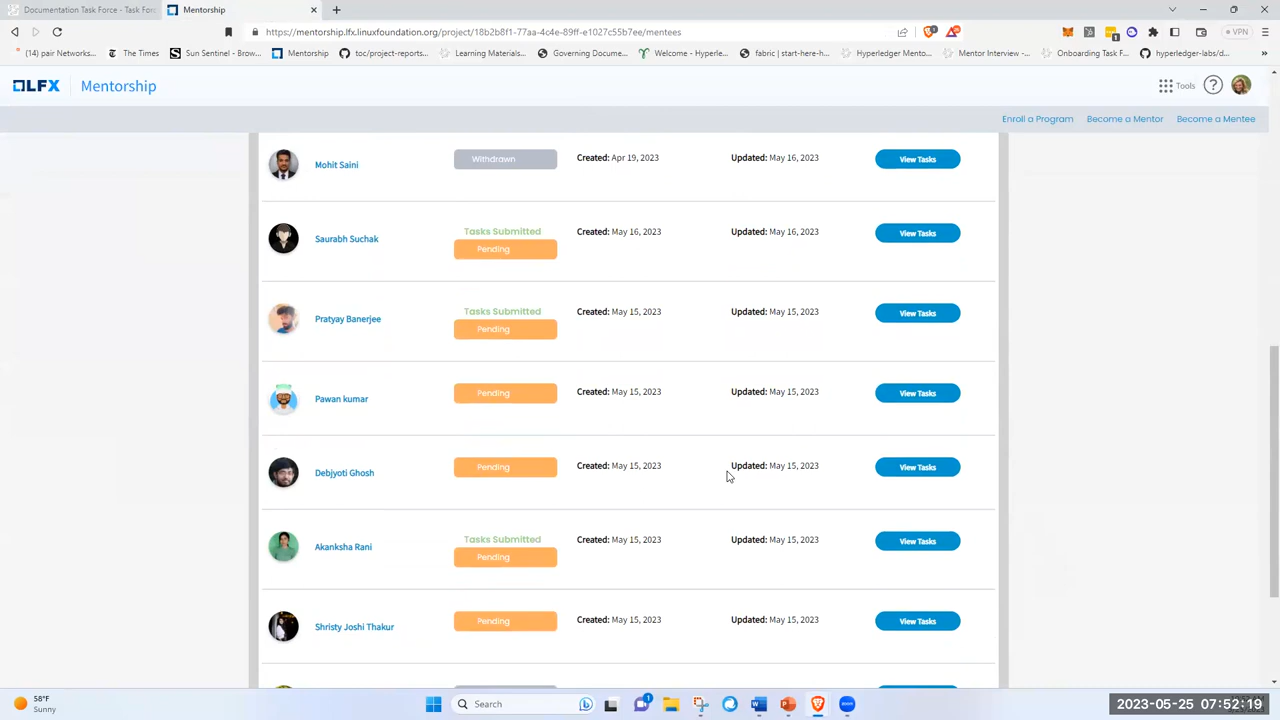 Documentation Task Force - Task Forc
Mentorship
https://mentorship.lfx.linuxfoundation.org/project/18b2b8f1-77aa-4c4e-89ff-e1027c55b7ee/mentees
VPN
(14) pair Networks...
The Times
Sun Sentinel - Brow...
Mentorship
toc/project-reports...
Learning Materials...
Governing Docume...
Welcome - Hyperle...
fabric | start-here-h...
Hyperledger Mento...
Mentor Interview -...
Onboarding Task F...
hyperledger-labs/d...
LFX Mentorship
Tools
Enroll a Program Become a Mentor Become a Mentee
Mohit Saini Withdrawn Created: Apr 19, 2023 Updated: May 16, 2023 View Tasks
Tasks Submitted
Saurabh Suchak Pending Created: May 16, 2023 Updated: May 16, 2023 View Tasks
Tasks Submitted
Pratyay Banerjee Pending Created: May 15, 2023 Updated: May 15, 2023 View Tasks
Pawan kumar Pending Created: May 15, 2023 Updated: May 15, 2023 View Tasks
Debjyoti Ghosh Pending Created: May 15, 2023 Updated: May 15, 2023 View Tasks
Tasks Submitted
Akanksha Rani Pending Created: May 15, 2023 Updated: May 15, 2023 View Tasks
Shristy Joshi Thakur Pending Created: May 15, 2023 Updated: May 15, 2023 View Tasks
58°F
Sunny
Search
1
zoom
2023-05-25 07:52:19